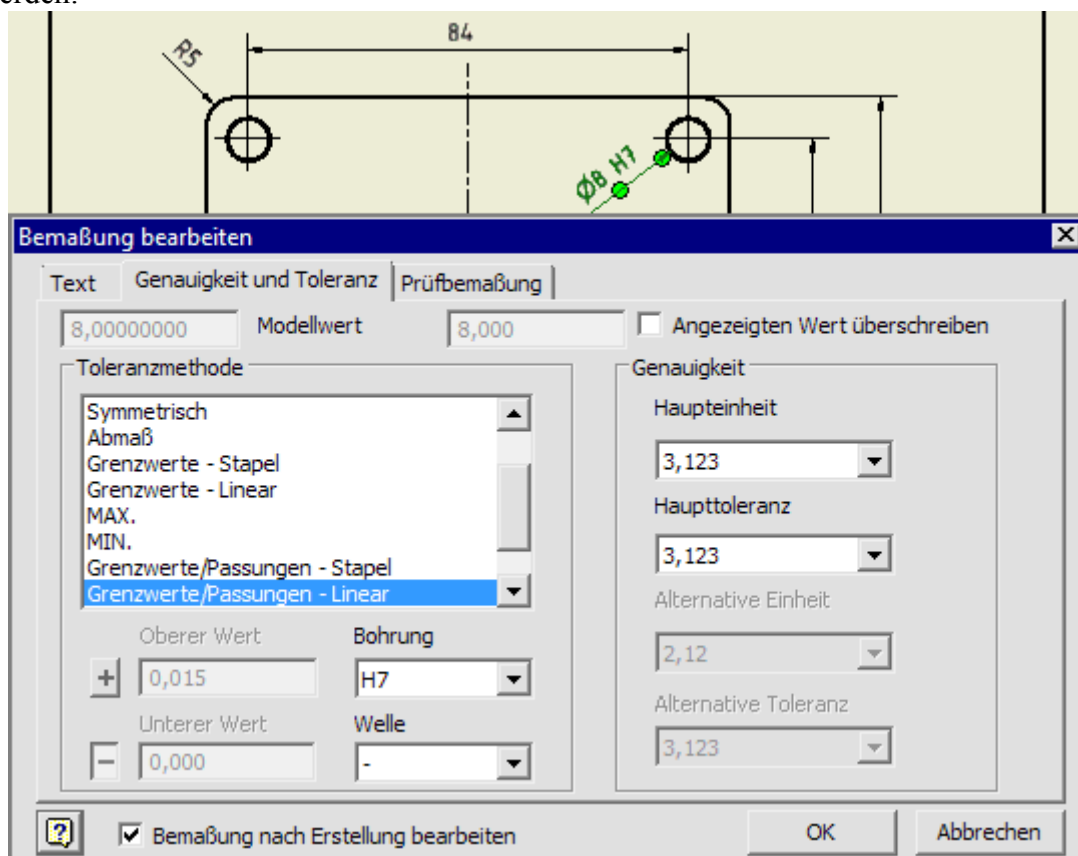 erden.
84
R5
Ø8 H7
Bemaßung bearbeiten
Text Genauigkeit und Toleranz Prüfbemaßung
8,00000000 Modellwert 8,000 Angezigten Wert überschreiben
Toleranzmethode
Symmetrisch
Abmaß
Grenzwerte - Stapel
Grenzwerte - Linear
MAX.
MIN.
Grenzwerte/Passungen - Stapel
Grenzwerte/Passungen - Linear
Oberer Wert Bohrung
+ 0,015 H7
Unterer Wert Welle
- 0,000 -
Genauigkeit
Haupteinheit
3,123
Haupttoleranz
3,123
Alternative Einheit
2,12
Alternative Toleranz
3,123
Bemaßung nach Erstellung bearbeiten OK Abbrechen